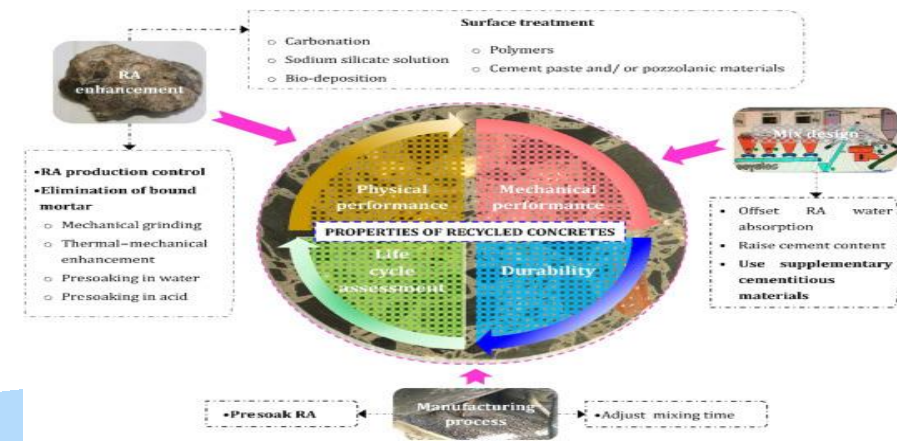 Surface treatment
○ Carbonation
○ Sodium silicate solution
○ Bio-deposition
○ Polymers
○ Cement paste and/ or pozzolanic materials
RA
enhancement
•RA production control
•Elimination of bound
mortar
○ Mechanical grinding
○ Thermal–mechanical
enhancement
○ Presoaking in water
○ Presoaking in acid
Physical
performance
Mechanical
performance
PROPERTIES OF RECYCLED CONCRETES
Life
cycle
assessment
Durability
Mix design
• Offset RA water
absorption
• Raise cement content
• Use supplementary
cementitious
materials
•Presoak RA
Manufacturing
process
•Adjust mixing time